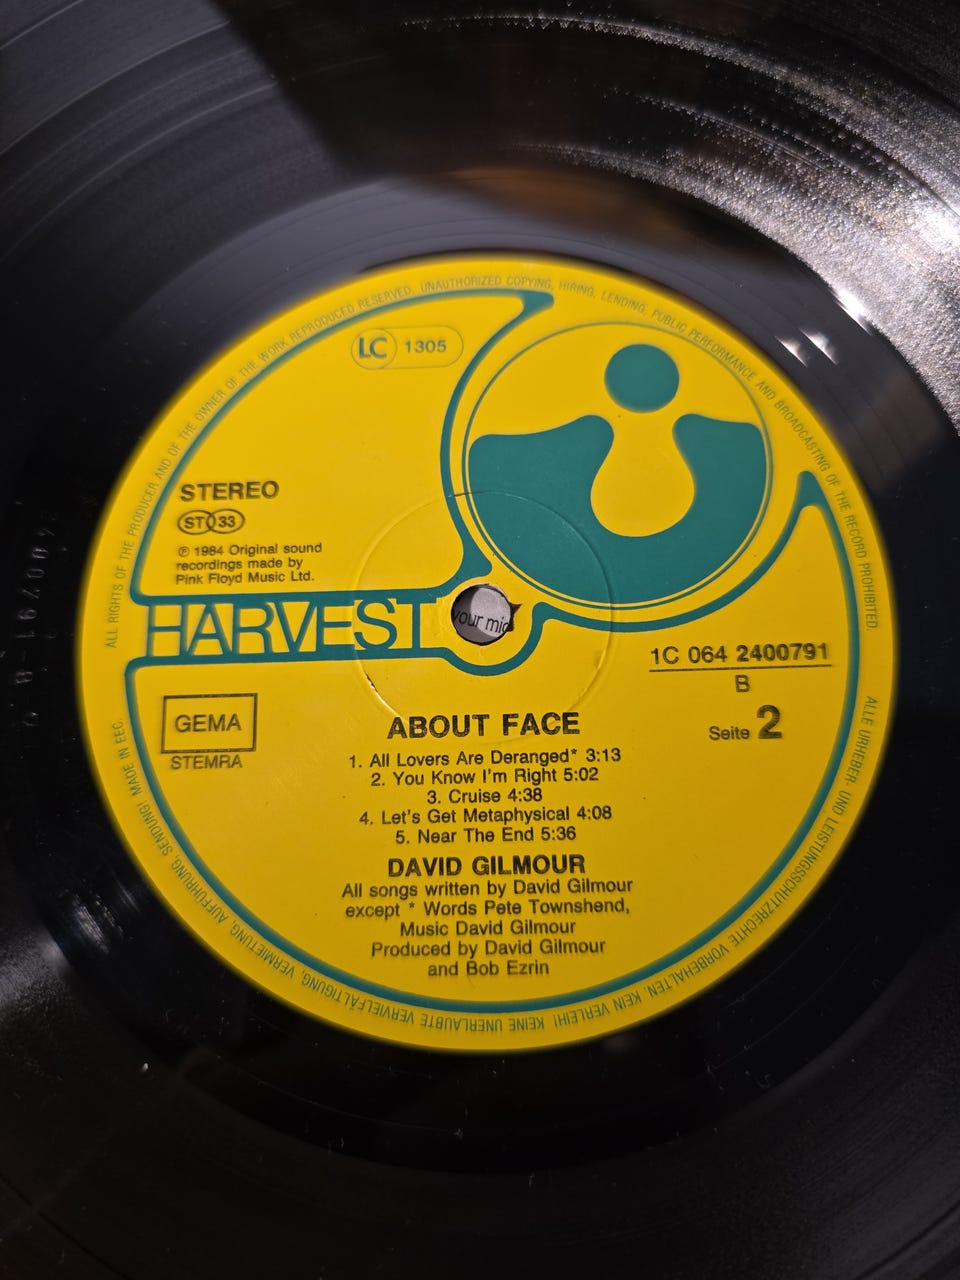 ALL RIGHTS OF THE PRODUCER AND OF THE OWNER OF THE WORK REPRODUCED RESERVED. UNAUTHORIZED COPYING, HIRING, LENDING, PUBLIC PERFORMANCE AND BROADCASTING OF THE RECORD PROHIBITED.
LC 1305
STEREO
ST 33
℗ 1984 Original sound
recordings made by
Pink Floyd Music Ltd.
HARVEST
your
1C 064 2400791
B
Seite 2
GEMA
STEMRA
ABOUT FACE
1. All Lovers Are Deranged* 3:13
2. You Know I'm Right 5:02
3. Cruise 4:38
4. Let's Get Metaphysical 4:08
5. Near The End 5:36
DAVID GILMOUR
All songs written by David Gilmour
except * Words Pete Townshend,
Music David Gilmour
Produced by David Gilmour
and Bob Ezrin
ALLE URHEBER- UND LEISTUNGSSCHUTZRECHTE VORBEHALTEN. KEIN VERLEIH! KEINE UNERLAUBTE VERVIELFÄLTIGUNG, VERMIETUNG, AUFFÜHRUNG, SENDUNG! MADE IN EEC.